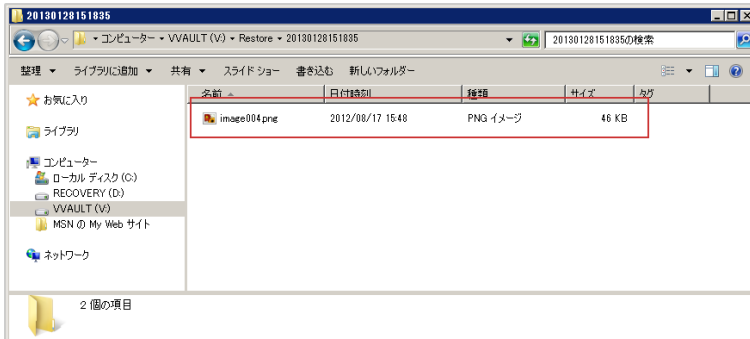 20130128151835
コンピューター ▾ VVAULT (V:) ▾ Restore ▾ 20130128151835
20130128151835の検索
整理 ▼ ライブラリに追加 ▼ 共有 ▼ スライド ショー 書き込む 新しいフォルダー
名前 日付時刻 種類 サイズ タグ
image004.png 2012/08/17 15:48 PNG イメージ 46 KB
お気に入り
ライブラリ
コンピューター
ローカル ディスク (C:)
RECOVERY (D:)
VVAULT (V:)
MSN の My Web サイト
ネットワーク
2 個の項目